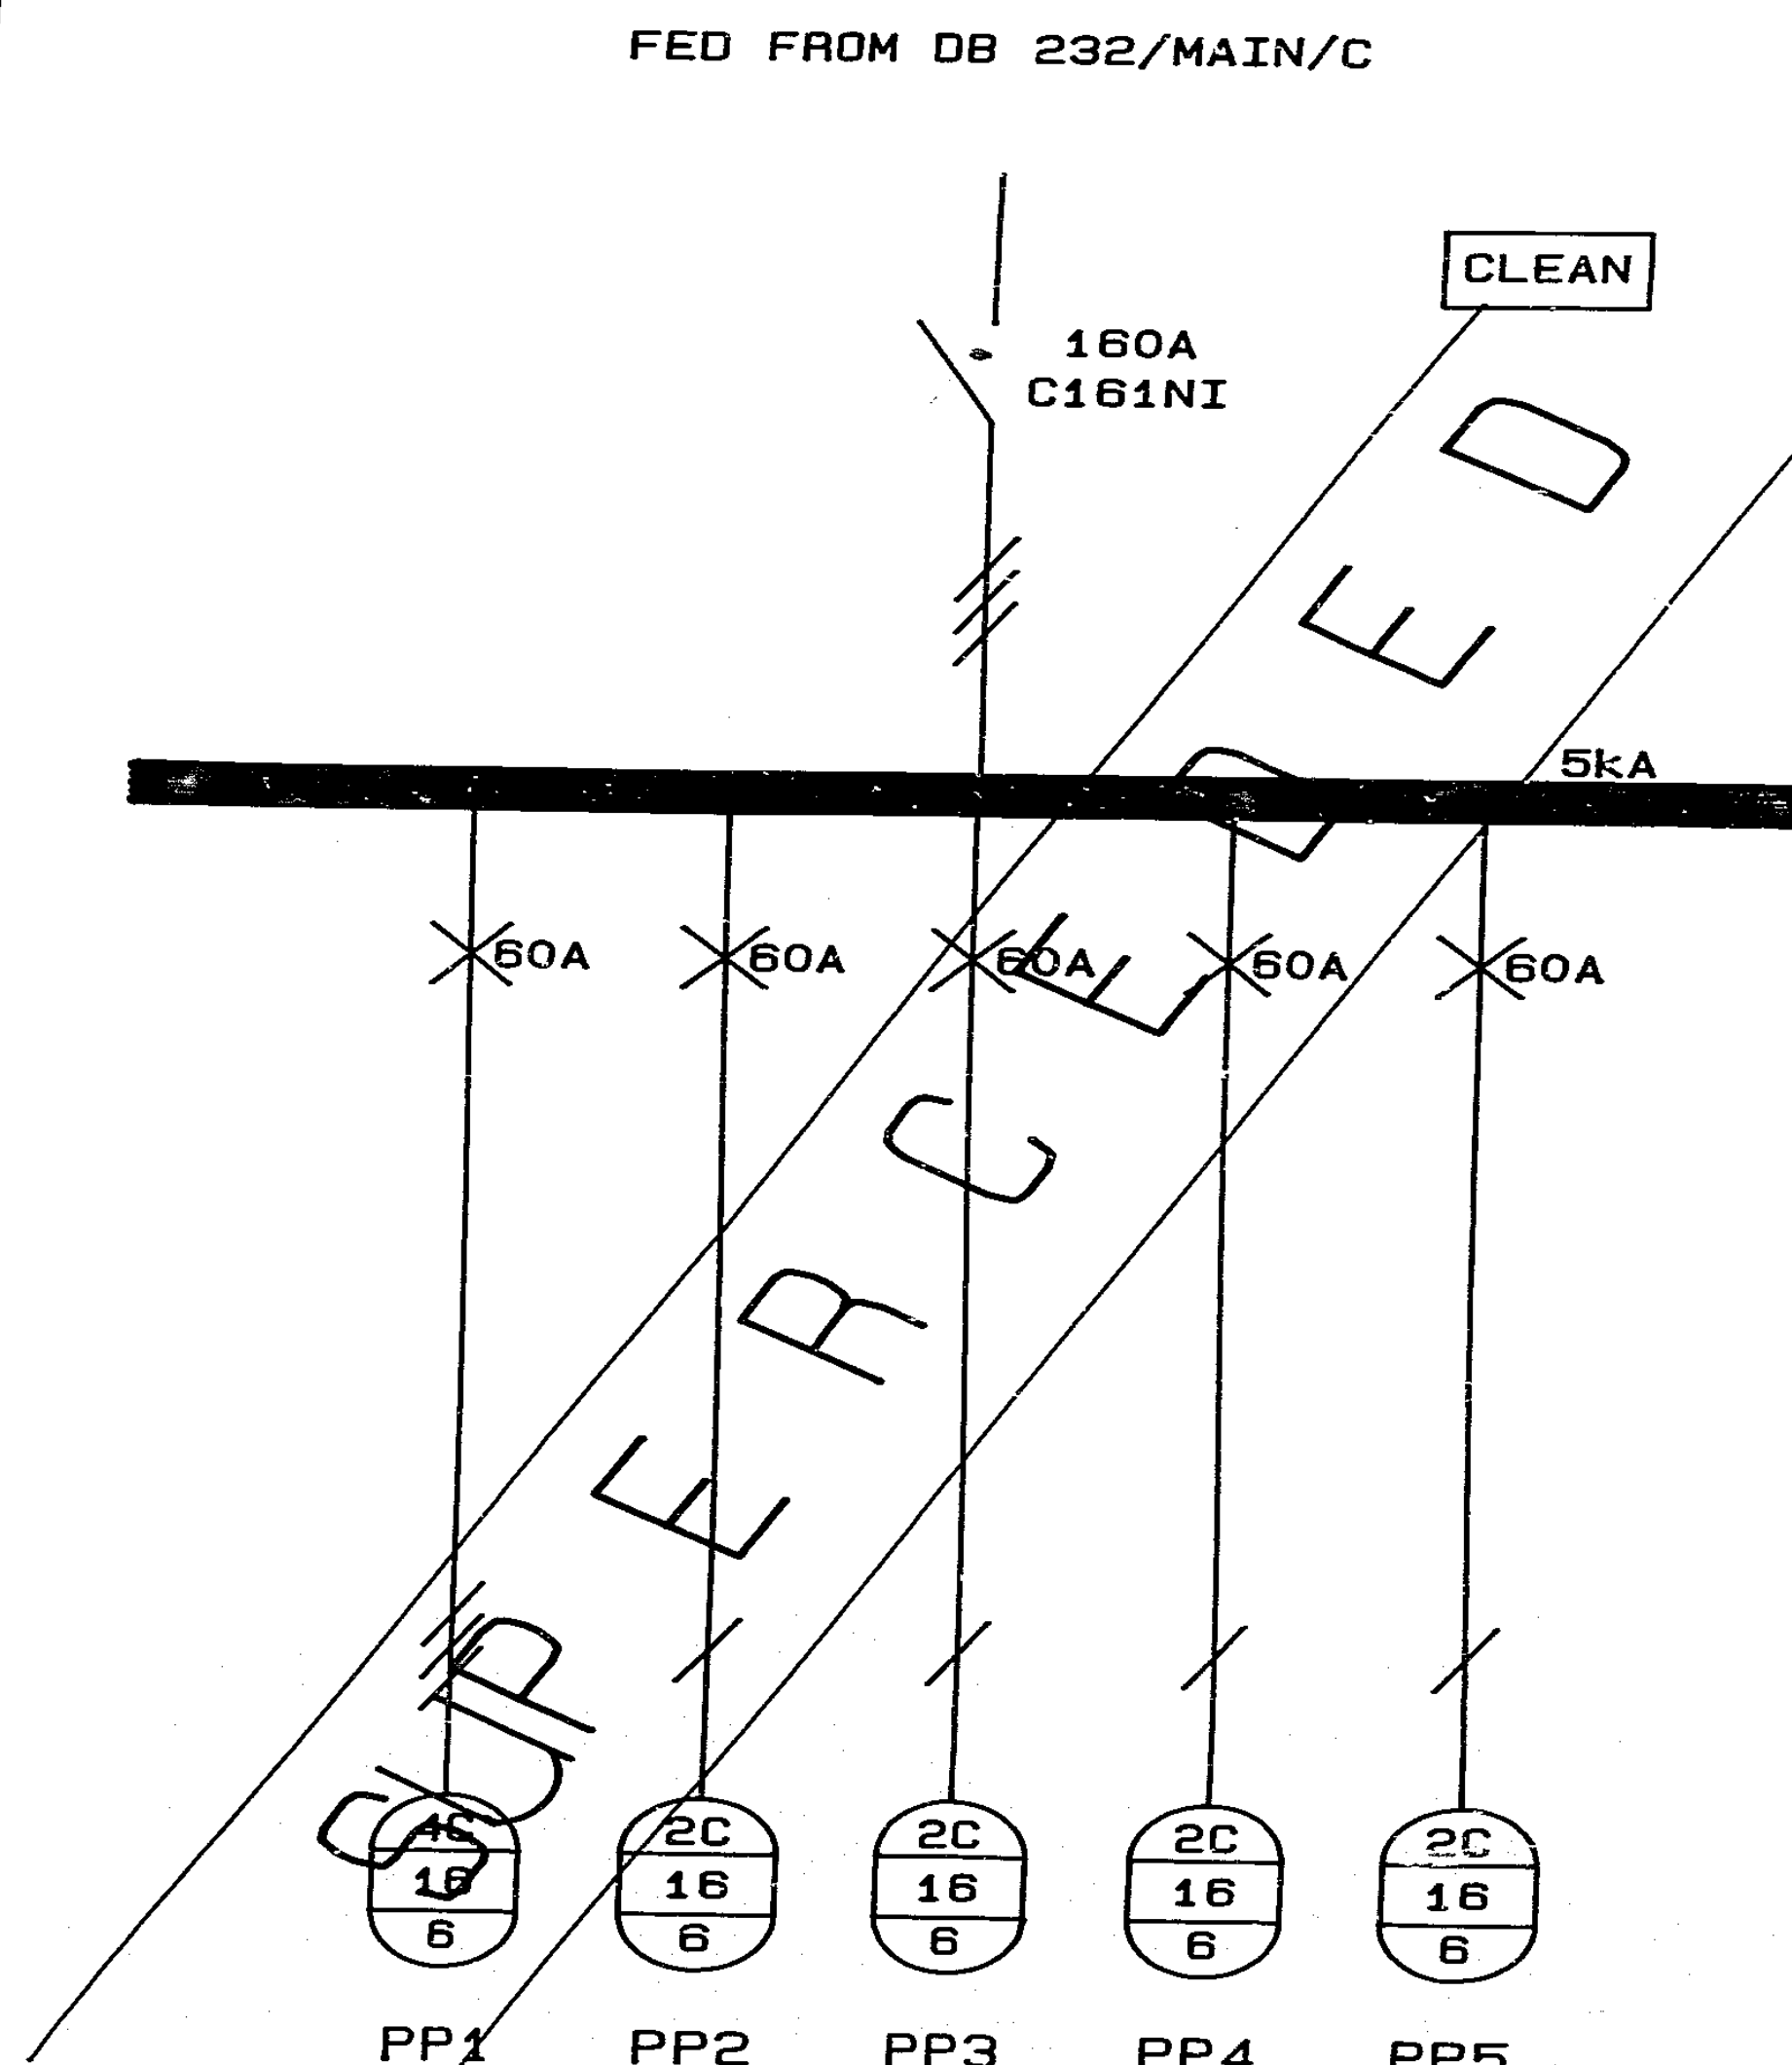 FED FROM DB 232/MAIN/C
CLEAN
160A
C161NI
5kA
60A 60A 60A 60A 60A
SUPERCEEDED
4C 2C 2C 2C 2C
16 16 16 16 16
6 6 6 6 6
PP1 PP2 PP3 PP4 PP5